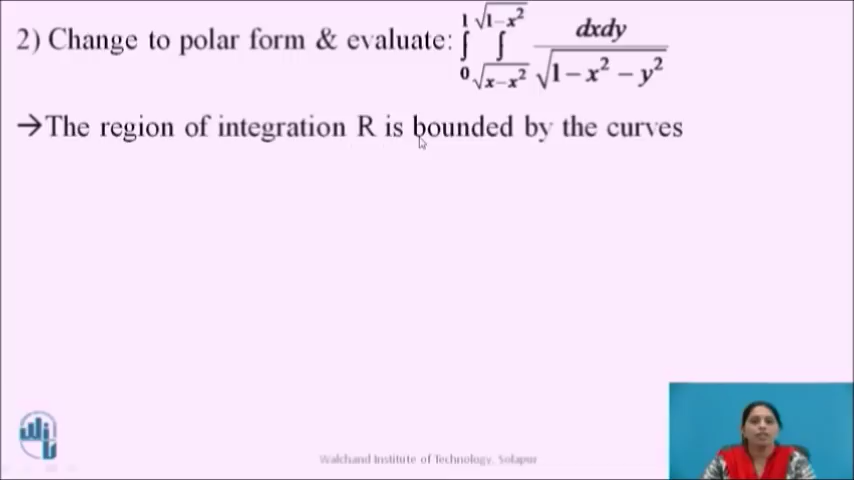 2) Change to polar form & evaluate: ∫₀¹ ∫_{√x−x²}^{√1−x²} dxdy / √1−x²−y²
→The region of integration R is bounded by the curves
Walchand Institute of Technology, Solapur